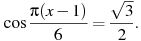 cos π(x − 1)/6 = √3/2.